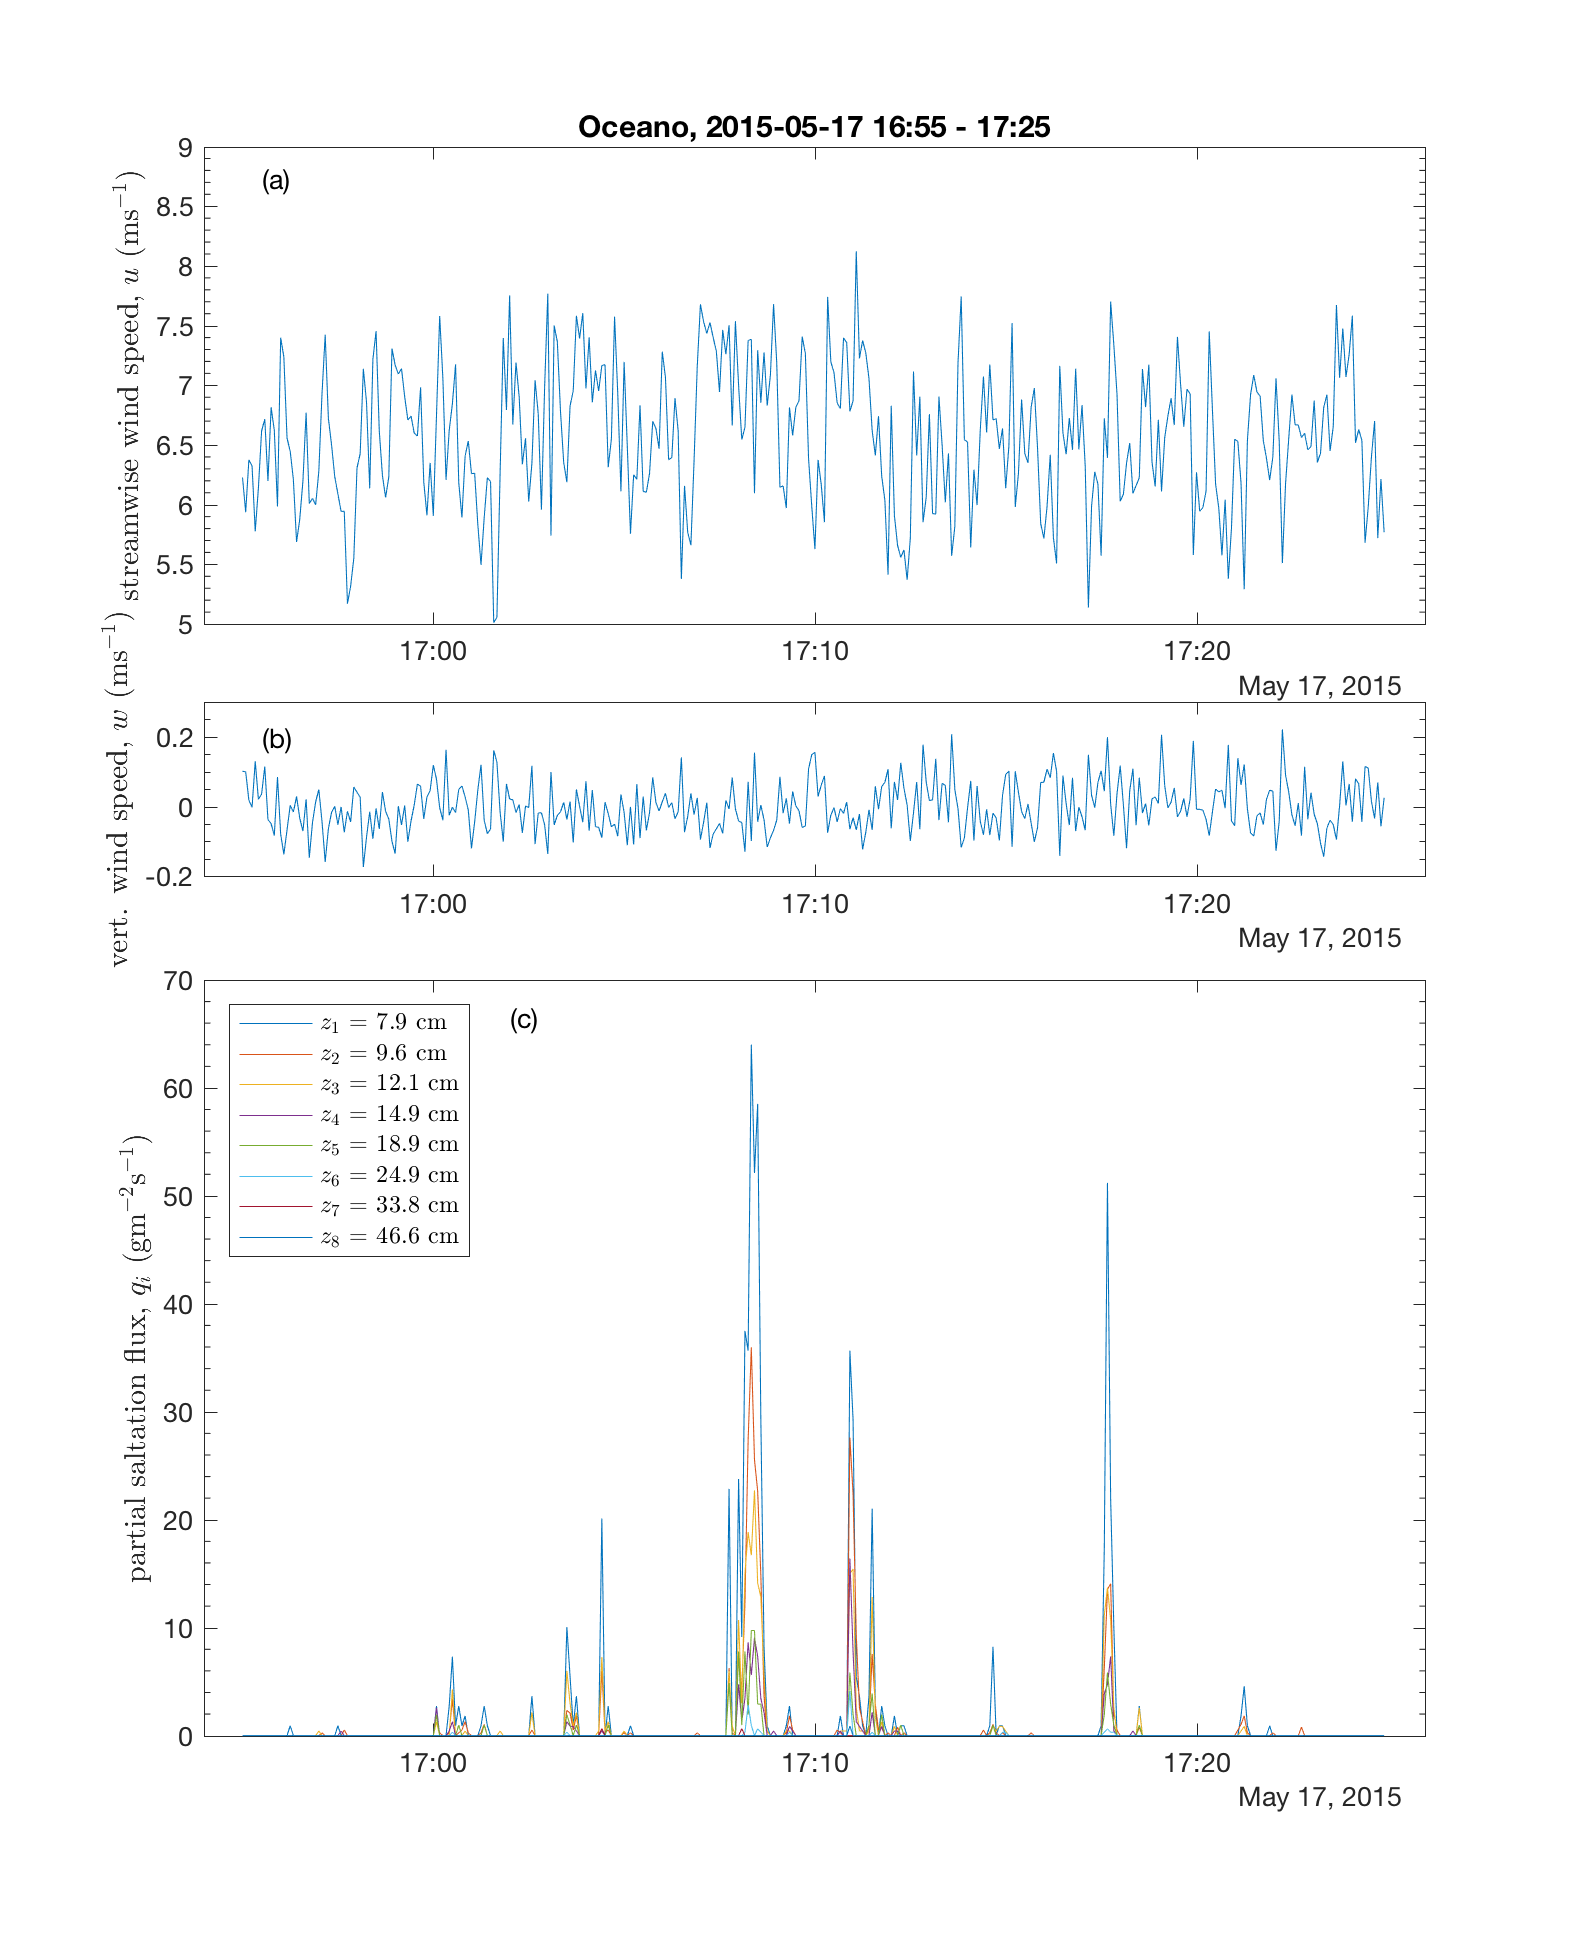 Oceano, 2015-05-17 16:55 - 17:25
(a)
streamwise wind speed, u (ms⁻¹)
9
8.5
8
7.5
7
6.5
6
5.5
5
17:00 17:10 17:20
May 17, 2015
(b)
vert. wind speed, w (ms⁻¹)
0.2
0
-0.2
17:00 17:10 17:20
May 17, 2015
(c)
partial saltation flux, qᵢ (gm⁻²s⁻¹)
70
60
50
40
30
20
10
0
z₁ = 7.9 cm
z₂ = 9.6 cm
z₃ = 12.1 cm
z₄ = 14.9 cm
z₅ = 18.9 cm
z₆ = 24.9 cm
z₇ = 33.8 cm
z₈ = 46.6 cm
17:00 17:10 17:20
May 17, 2015